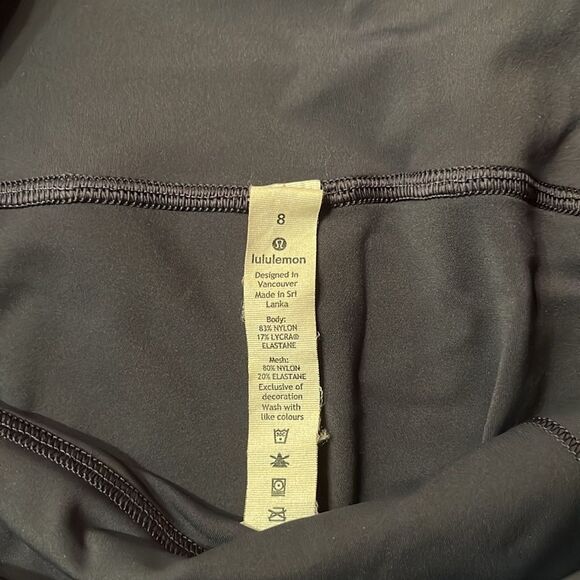 8
lululemon
Designed in
Vancouver
Made in Sri
Lanka
Body:
83% NYLON
17% LYCRA®
ELASTANE
Mesh:
80% NYLON
20% ELASTANE
Exclusive of
decoration
Wash with
like colours